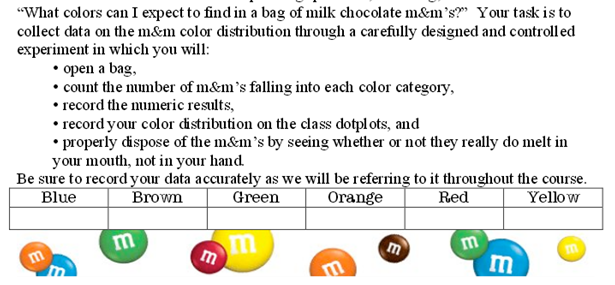 “What colors can I expect to find in a bag of milk chocolate m&m’s?” Your task is to
collect data on the m&m color distribution through a carefully designed and controlled
experiment in which you will:
• open a bag,
• count the number of m&m’s falling into each color category,
• record the numeric results,
• record your color distribution on the class dotplots, and
• properly dispose of the m&m’s by seeing whether or not they really do melt in
your mouth, not in your hand.
Be sure to record your data accurately as we will be referring to it throughout the course.
Blue Brown Green Orange Red Yellow
m m m m m m m m m m